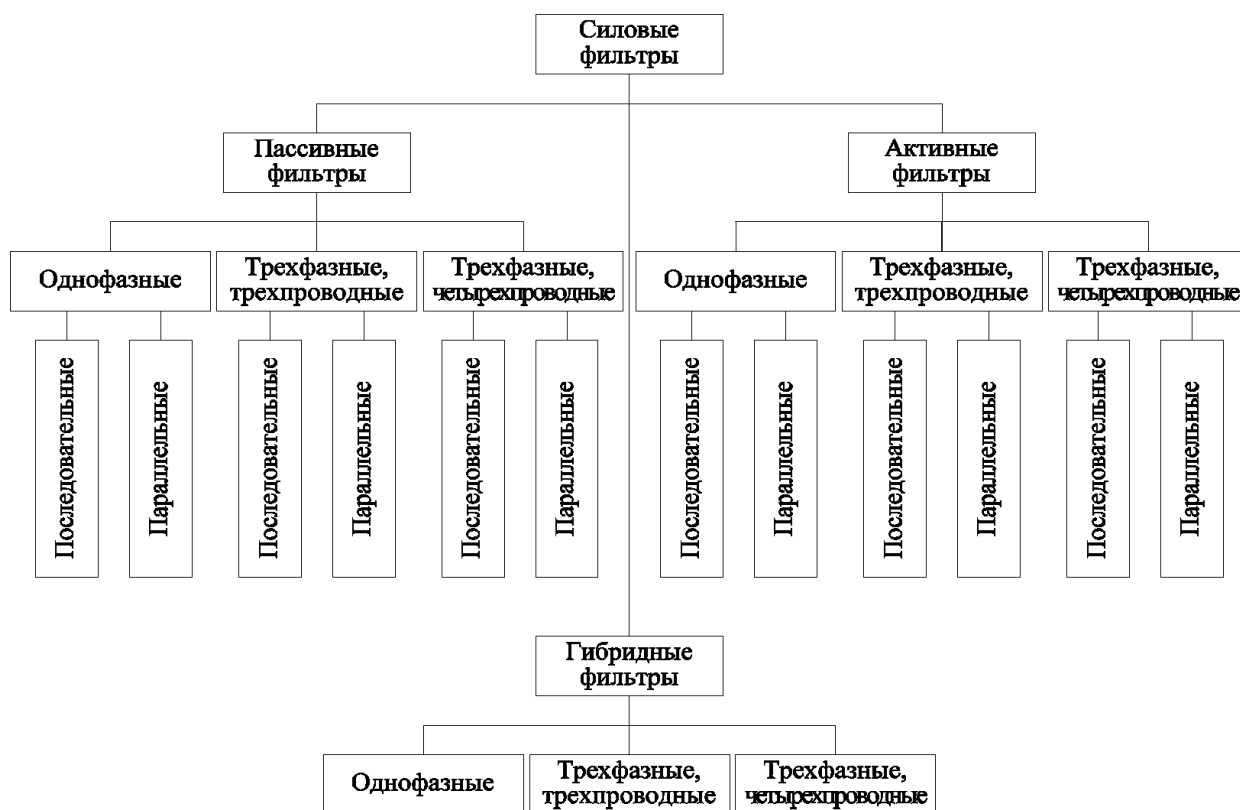 Силовые
фильтры
Пассивные
фильтры
Активные
фильтры
Однофазные
Трехфазные,
трехпроводные
Трехфазные,
четырехпроводные
Однофазные
Трехфазные,
трехпроводные
Трехфазные,
четырехпроводные
Последовательные
Параллельные
Последовательные
Параллельные
Последовательные
Параллельные
Последовательные
Параллельные
Последовательные
Параллельные
Последовательные
Параллельные
Гибридные
фильтры
Однофазные
Трехфазные,
трехпроводные
Трехфазные,
четырехпроводные